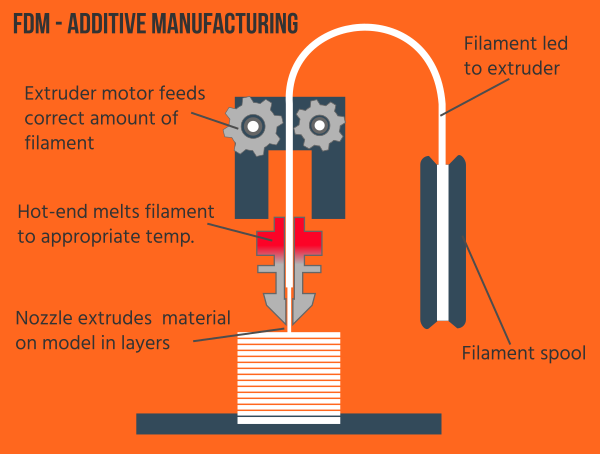 FDM - ADDITIVE MANUFACTURING
Filament led
to extruder
Extruder motor feeds
correct amount of
filament
Hot-end melts filament
to appropriate temp.
Nozzle extrudes material
on model in layers
Filament spool